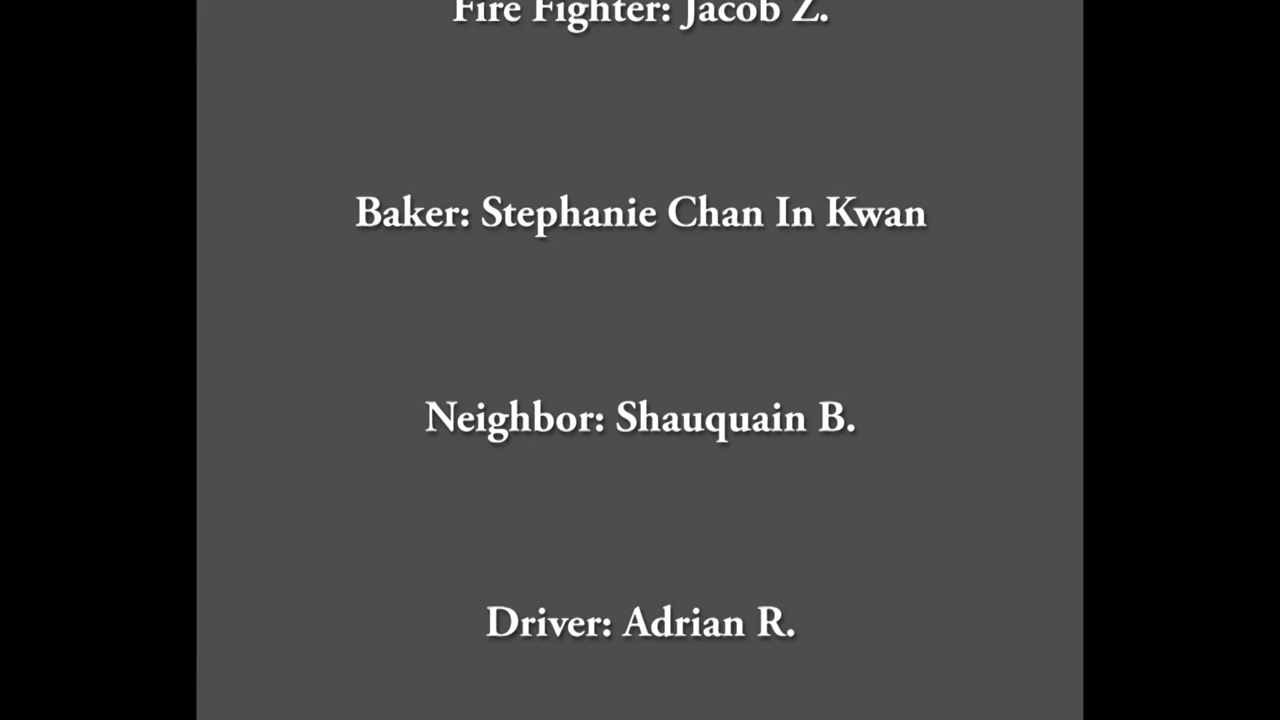 Fire Fighter: Jacob Z.
Baker: Stephanie Chan In Kwan
Neighbor: Shauquain B.
Driver: Adrian R.